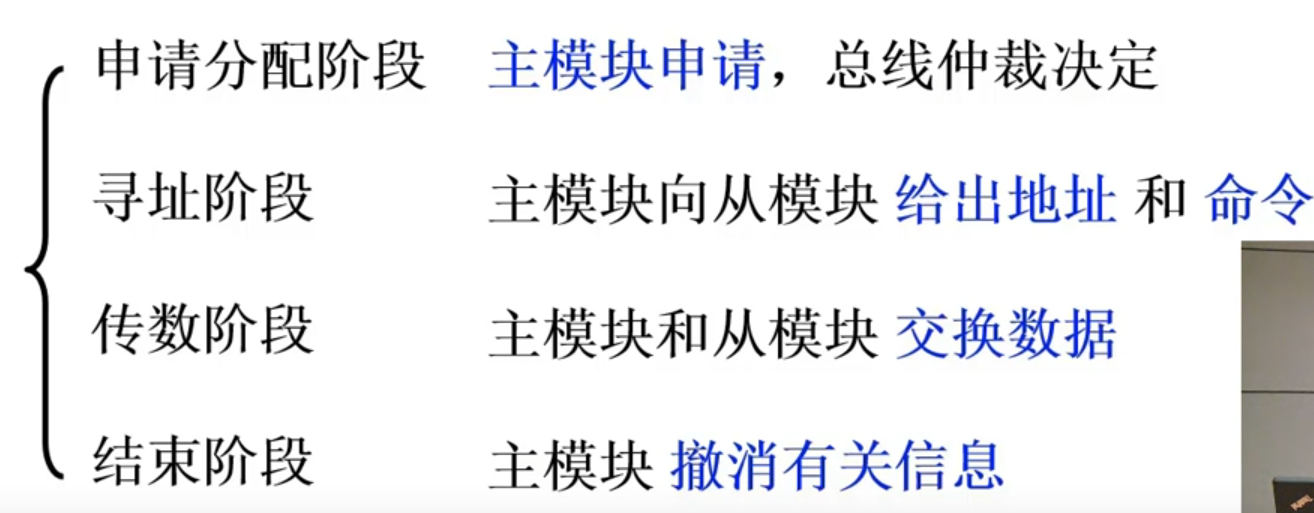 申请分配阶段 主模块申请，总线仲裁决定
寻址阶段 主模块向从模块 给出地址 和 命令
传数阶段 主模块和从模块 交换数据
结束阶段 主模块 撤消有关信息